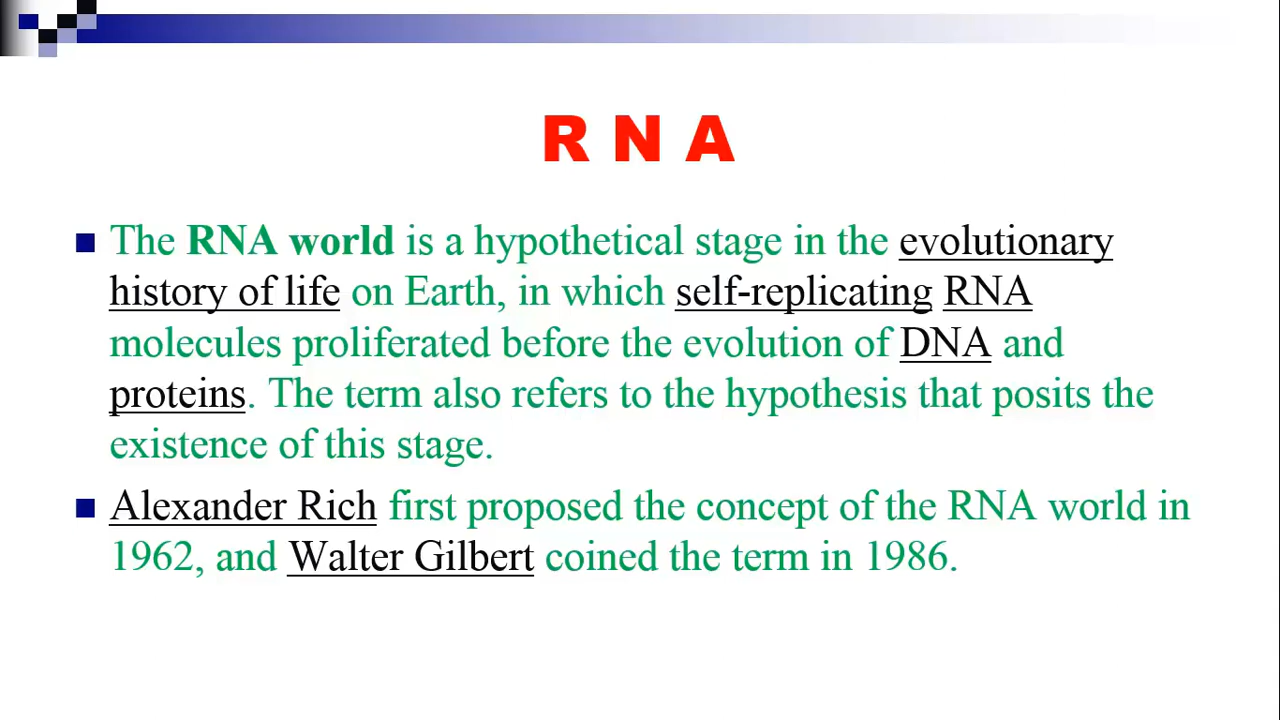 R N A
The RNA world is a hypothetical stage in the evolutionary
history of life on Earth, in which self-replicating RNA
molecules proliferated before the evolution of DNA and
proteins. The term also refers to the hypothesis that posits the
existence of this stage.
Alexander Rich first proposed the concept of the RNA world in
1962, and Walter Gilbert coined the term in 1986.